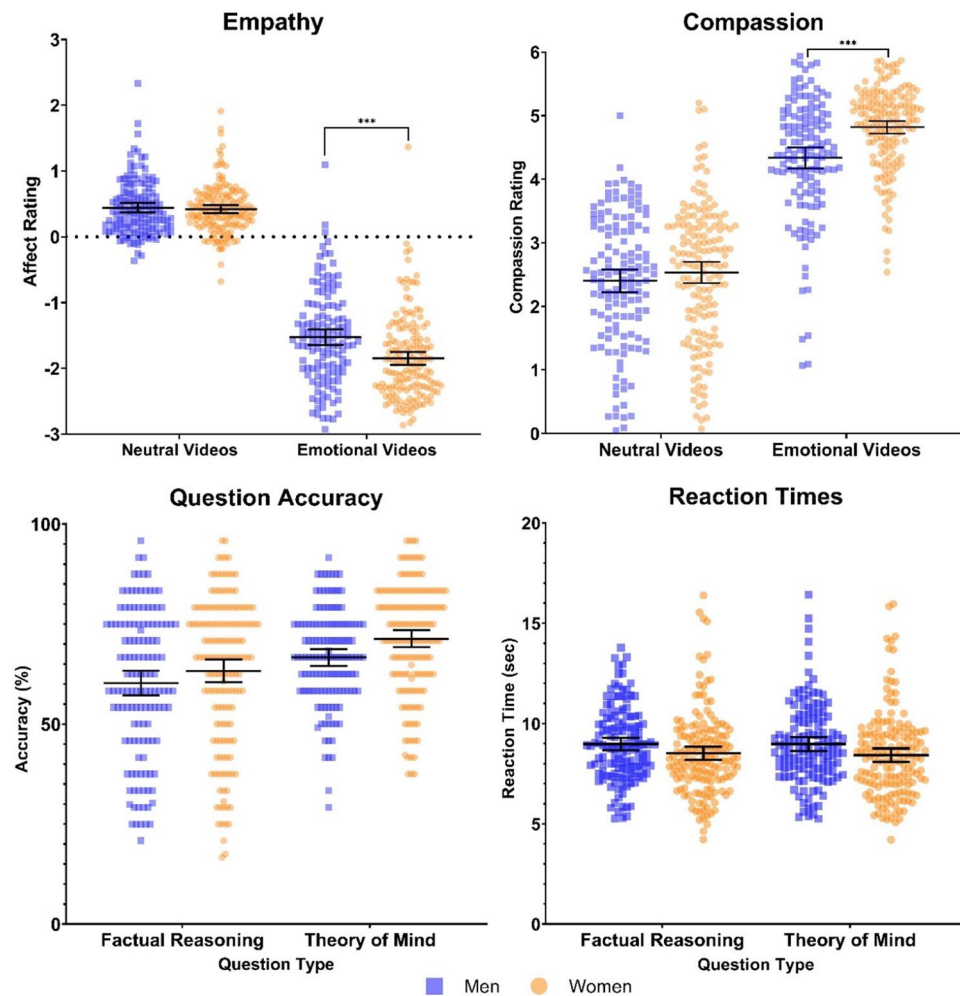 Empathy
Affect Rating
3
2
1
0
-1
-2
-3
***
Neutral Videos
Emotional Videos
Compassion
Compassion Rating
6
5
4
3
2
1
0
***
Neutral Videos
Emotional Videos
Question Accuracy
Accuracy (%)
100
50
0
Factual Reasoning
Theory of Mind
Question Type
Reaction Times
Reaction Time (sec)
20
15
10
5
0
Factual Reasoning
Theory of Mind
Question Type
Men
Women